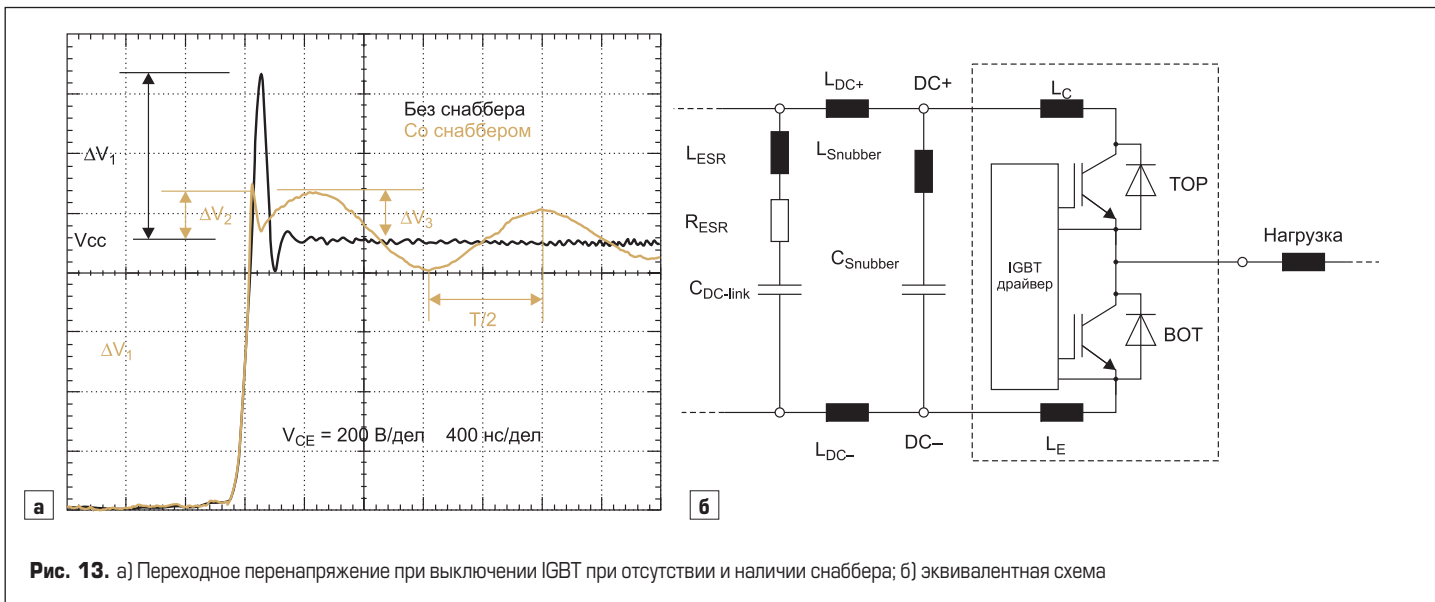 Без снаббера
Со снаббером
ΔV1
ΔV2
ΔV3
Vcc
T/2
ΔV1
VCE = 200 В/дел 400 нс/дел
а
LDC+
DC+
LC
LESR
LSnubber
TOP
RESR
Нагрузка
CSnubber
IGBT
драйвер
CDC-link
BOT
LDC–
DC–
LE
б
Рис. 13. а) Переходное перенапряжение при выключении IGBT при отсутствии и наличии снаббера; б) эквивалентная схема